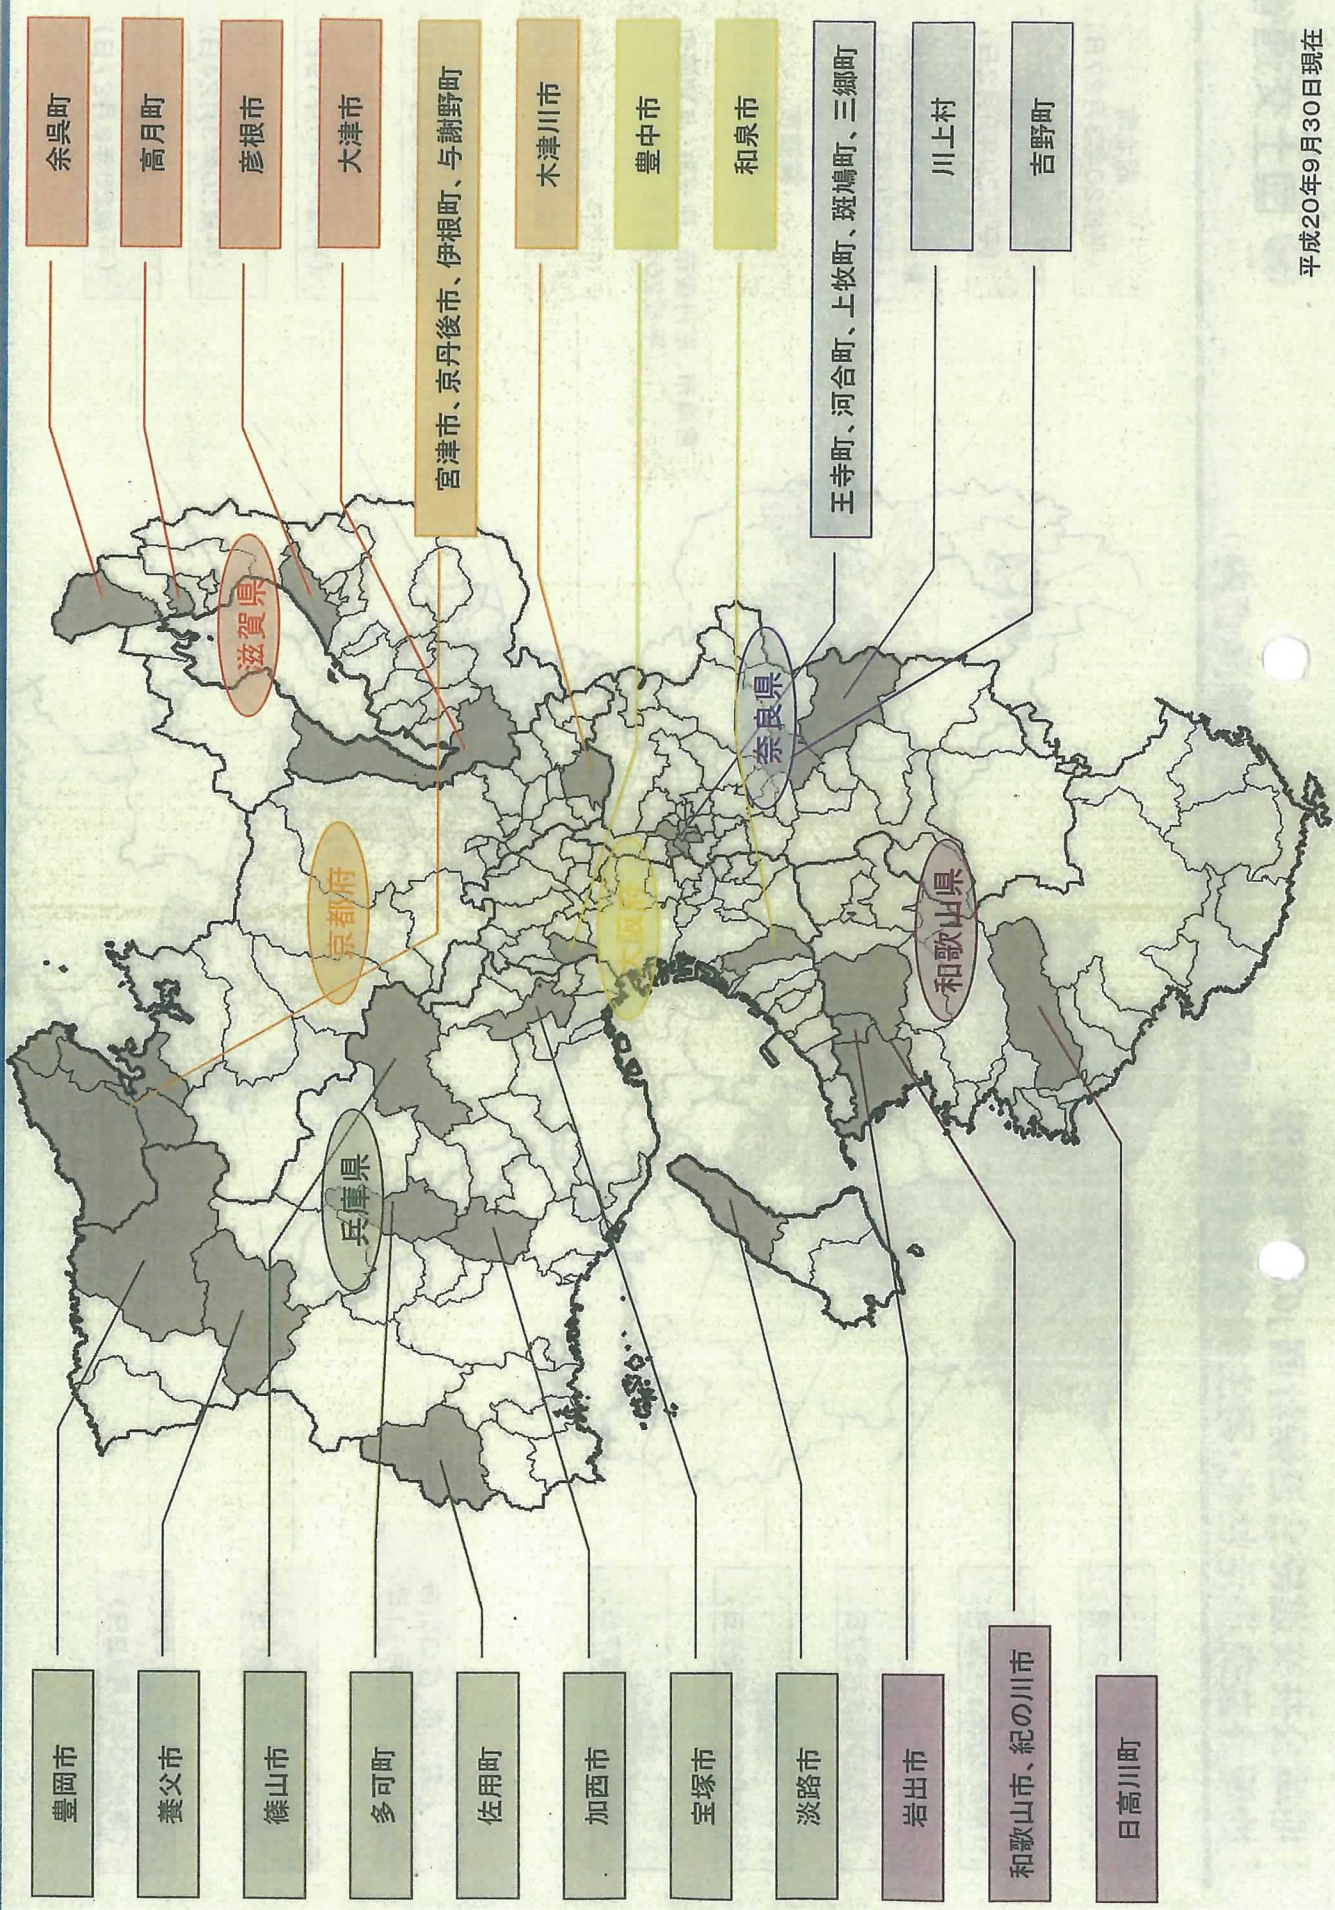 豊岡市
養父市
篠山市
多可町
佐用町
加西市
宝塚市
淡路市
岩出市
和歌山市、紀の川市
日高川町
兵庫県
京都府
滋賀県
大阪府
奈良県
和歌山県
余呉町
高月町
彦根市
大津市
宮津市、京丹後市、伊根町、与謝野町
木津川市
豊中市
和泉市
王寺町、河合町、上牧町、斑鳩町、三郷町
川上村
吉野町
平成20年9月30日現在